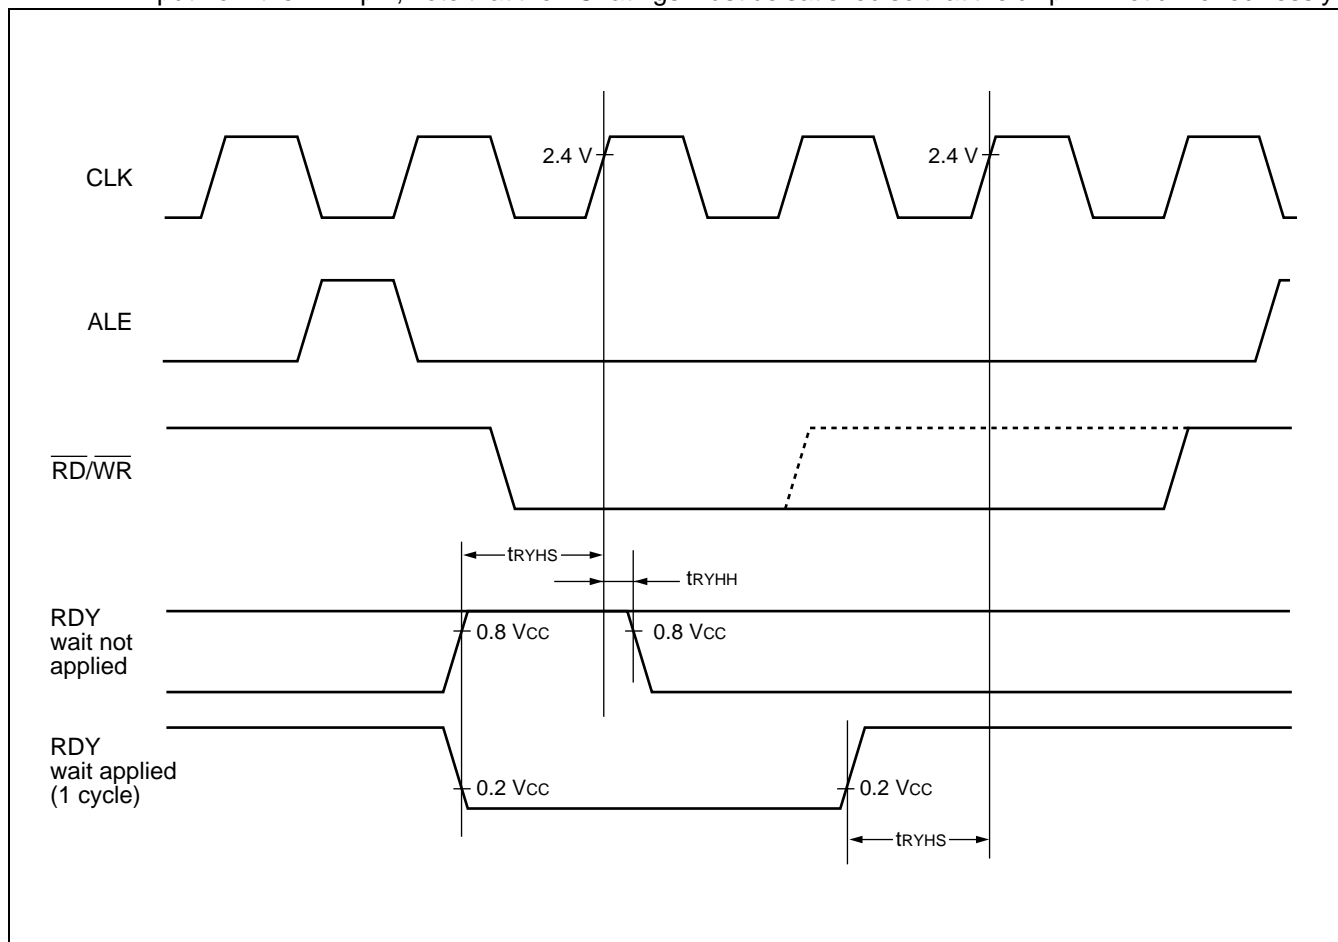 2.4 V
2.4 V
CLK
ALE
RD/WR
tRYHS
tRYHH
RDY
wait not
applied
0.8 VCC
0.8 VCC
RDY
wait applied
(1 cycle)
0.2 VCC
0.2 VCC
tRYHS